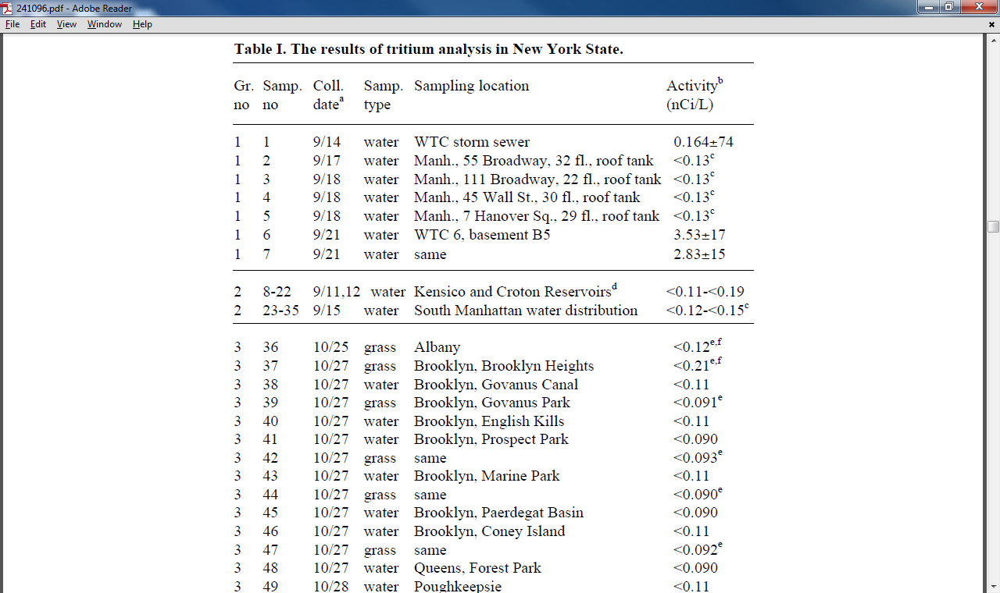 241096.pdf - Adobe Reader
File Edit View Window Help
Table I. The results of tritium analysis in New York State.
Gr. Samp. Coll. Samp. Sampling location Activityb
no no datea type (nCi/L)
1 1 9/14 water WTC storm sewer 0.164±74
1 2 9/17 water Manh., 55 Broadway, 32 fl., roof tank <0.13c
1 3 9/18 water Manh., 111 Broadway, 22 fl., roof tank <0.13c
1 4 9/18 water Manh., 45 Wall St., 30 fl., roof tank <0.13c
1 5 9/18 water Manh., 7 Hanover Sq., 29 fl., roof tank <0.13c
1 6 9/21 water WTC 6, basement B5 3.53±17
1 7 9/21 water same 2.83±15
2 8-22 9/11,12 water Kensico and Croton Reservoirsd <0.11-<0.19
2 23-35 9/15 water South Manhattan water distribution <0.12-<0.15c
3 36 10/25 grass Albany <0.12e,f
3 37 10/27 grass Brooklyn, Brooklyn Heights <0.21e,f
3 38 10/27 water Brooklyn, Govanus Canal <0.11
3 39 10/27 grass Brooklyn, Govanus Park <0.091e
3 40 10/27 water Brooklyn, English Kills <0.11
3 41 10/27 water Brooklyn, Prospect Park <0.090
3 42 10/27 grass same <0.093e
3 43 10/27 water Brooklyn, Marine Park <0.11
3 44 10/27 grass same <0.090e
3 45 10/27 water Brooklyn, Paerdegat Basin <0.090
3 46 10/27 water Brooklyn, Coney Island <0.11
3 47 10/27 grass same <0.092e
3 48 10/27 water Queens, Forest Park <0.090
3 49 10/28 water Poughkeepsie <0.11